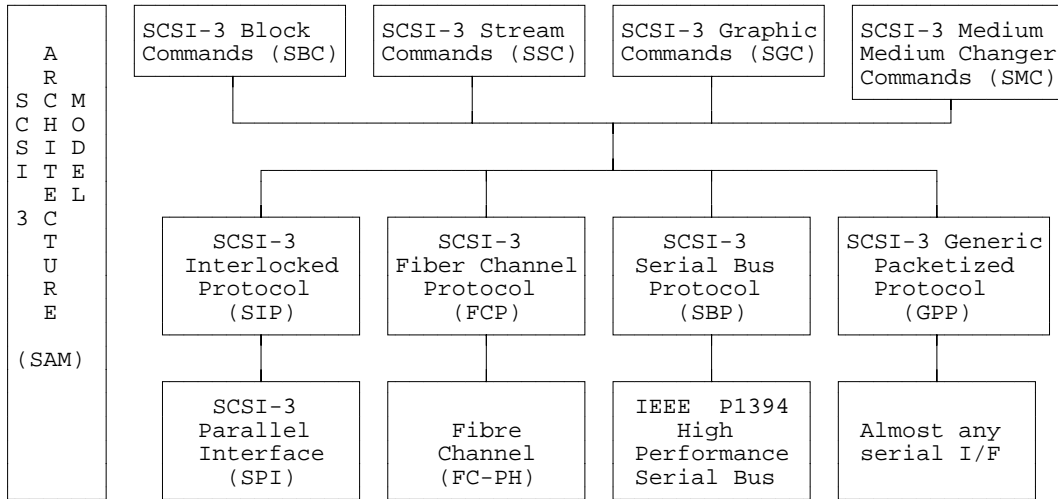 SCSI 3
ARCHITECTURE
MODEL
(SAM)
SCSI-3 Block
Commands (SBC)
SCSI-3 Stream
Commands (SSC)
SCSI-3 Graphic
Commands (SGC)
SCSI-3 Medium
Medium Changer
Commands (SMC)
SCSI-3
Interlocked
Protocol
(SIP)
SCSI-3
Fiber Channel
Protocol
(FCP)
SCSI-3
Serial Bus
Protocol
(SBP)
SCSI-3 Generic
Packetized
Protocol
(GPP)
SCSI-3
Parallel
Interface
(SPI)
Fibre
Channel
(FC-PH)
IEEE P1394
High
Performance
Serial Bus
Almost any
serial I/F